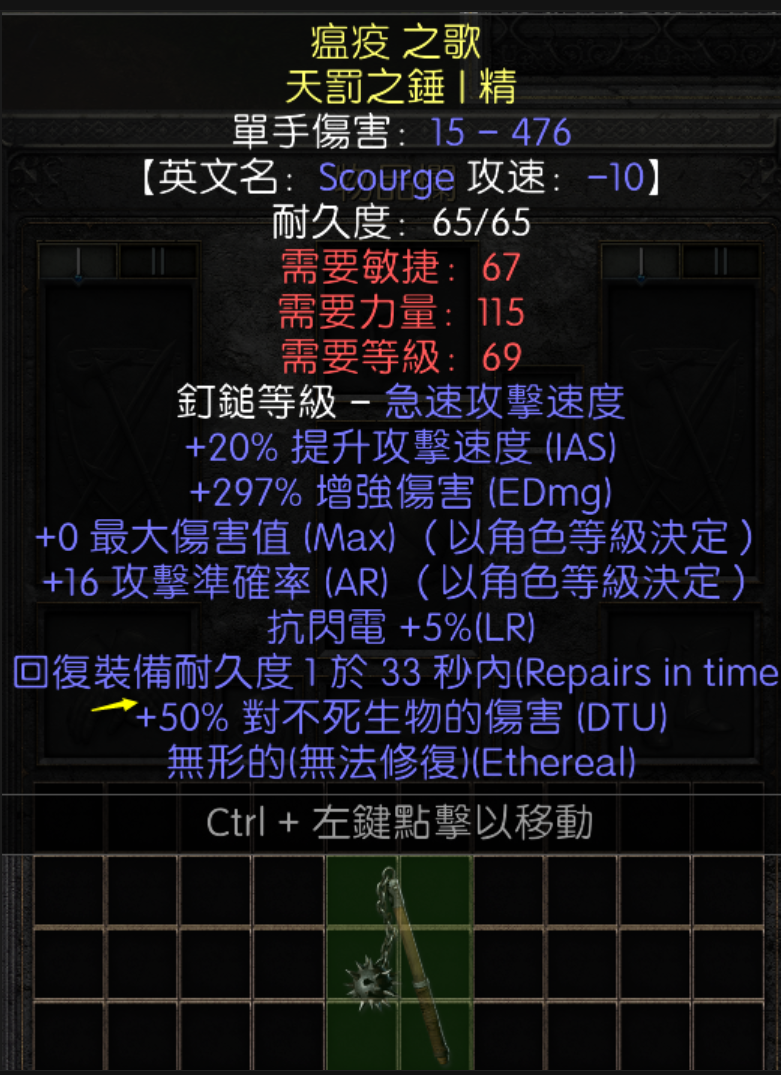 瘟疫 之歌
天罰之錘 | 精
單手傷害: 15 - 476
【英文名: Scourge 攻速: -10】
耐久度: 65/65
需要敏捷: 67
需要力量: 115
需要等級: 69
釘鎚等級 - 急速攻擊速度
+20% 提升攻擊速度 (IAS)
+297% 增強傷害 (EDmg)
+0 最大傷害值 (Max) (以角色等級決定)
+16 攻擊準確率 (AR) (以角色等級決定)
抗閃電 +5%(LR)
回復裝備耐久度 1 於 33 秒內(Repairs in time
+50% 對不死生物的傷害 (DTU)
無形的(無法修復)(Ethereal)
Ctrl + 左鍵點擊以移動